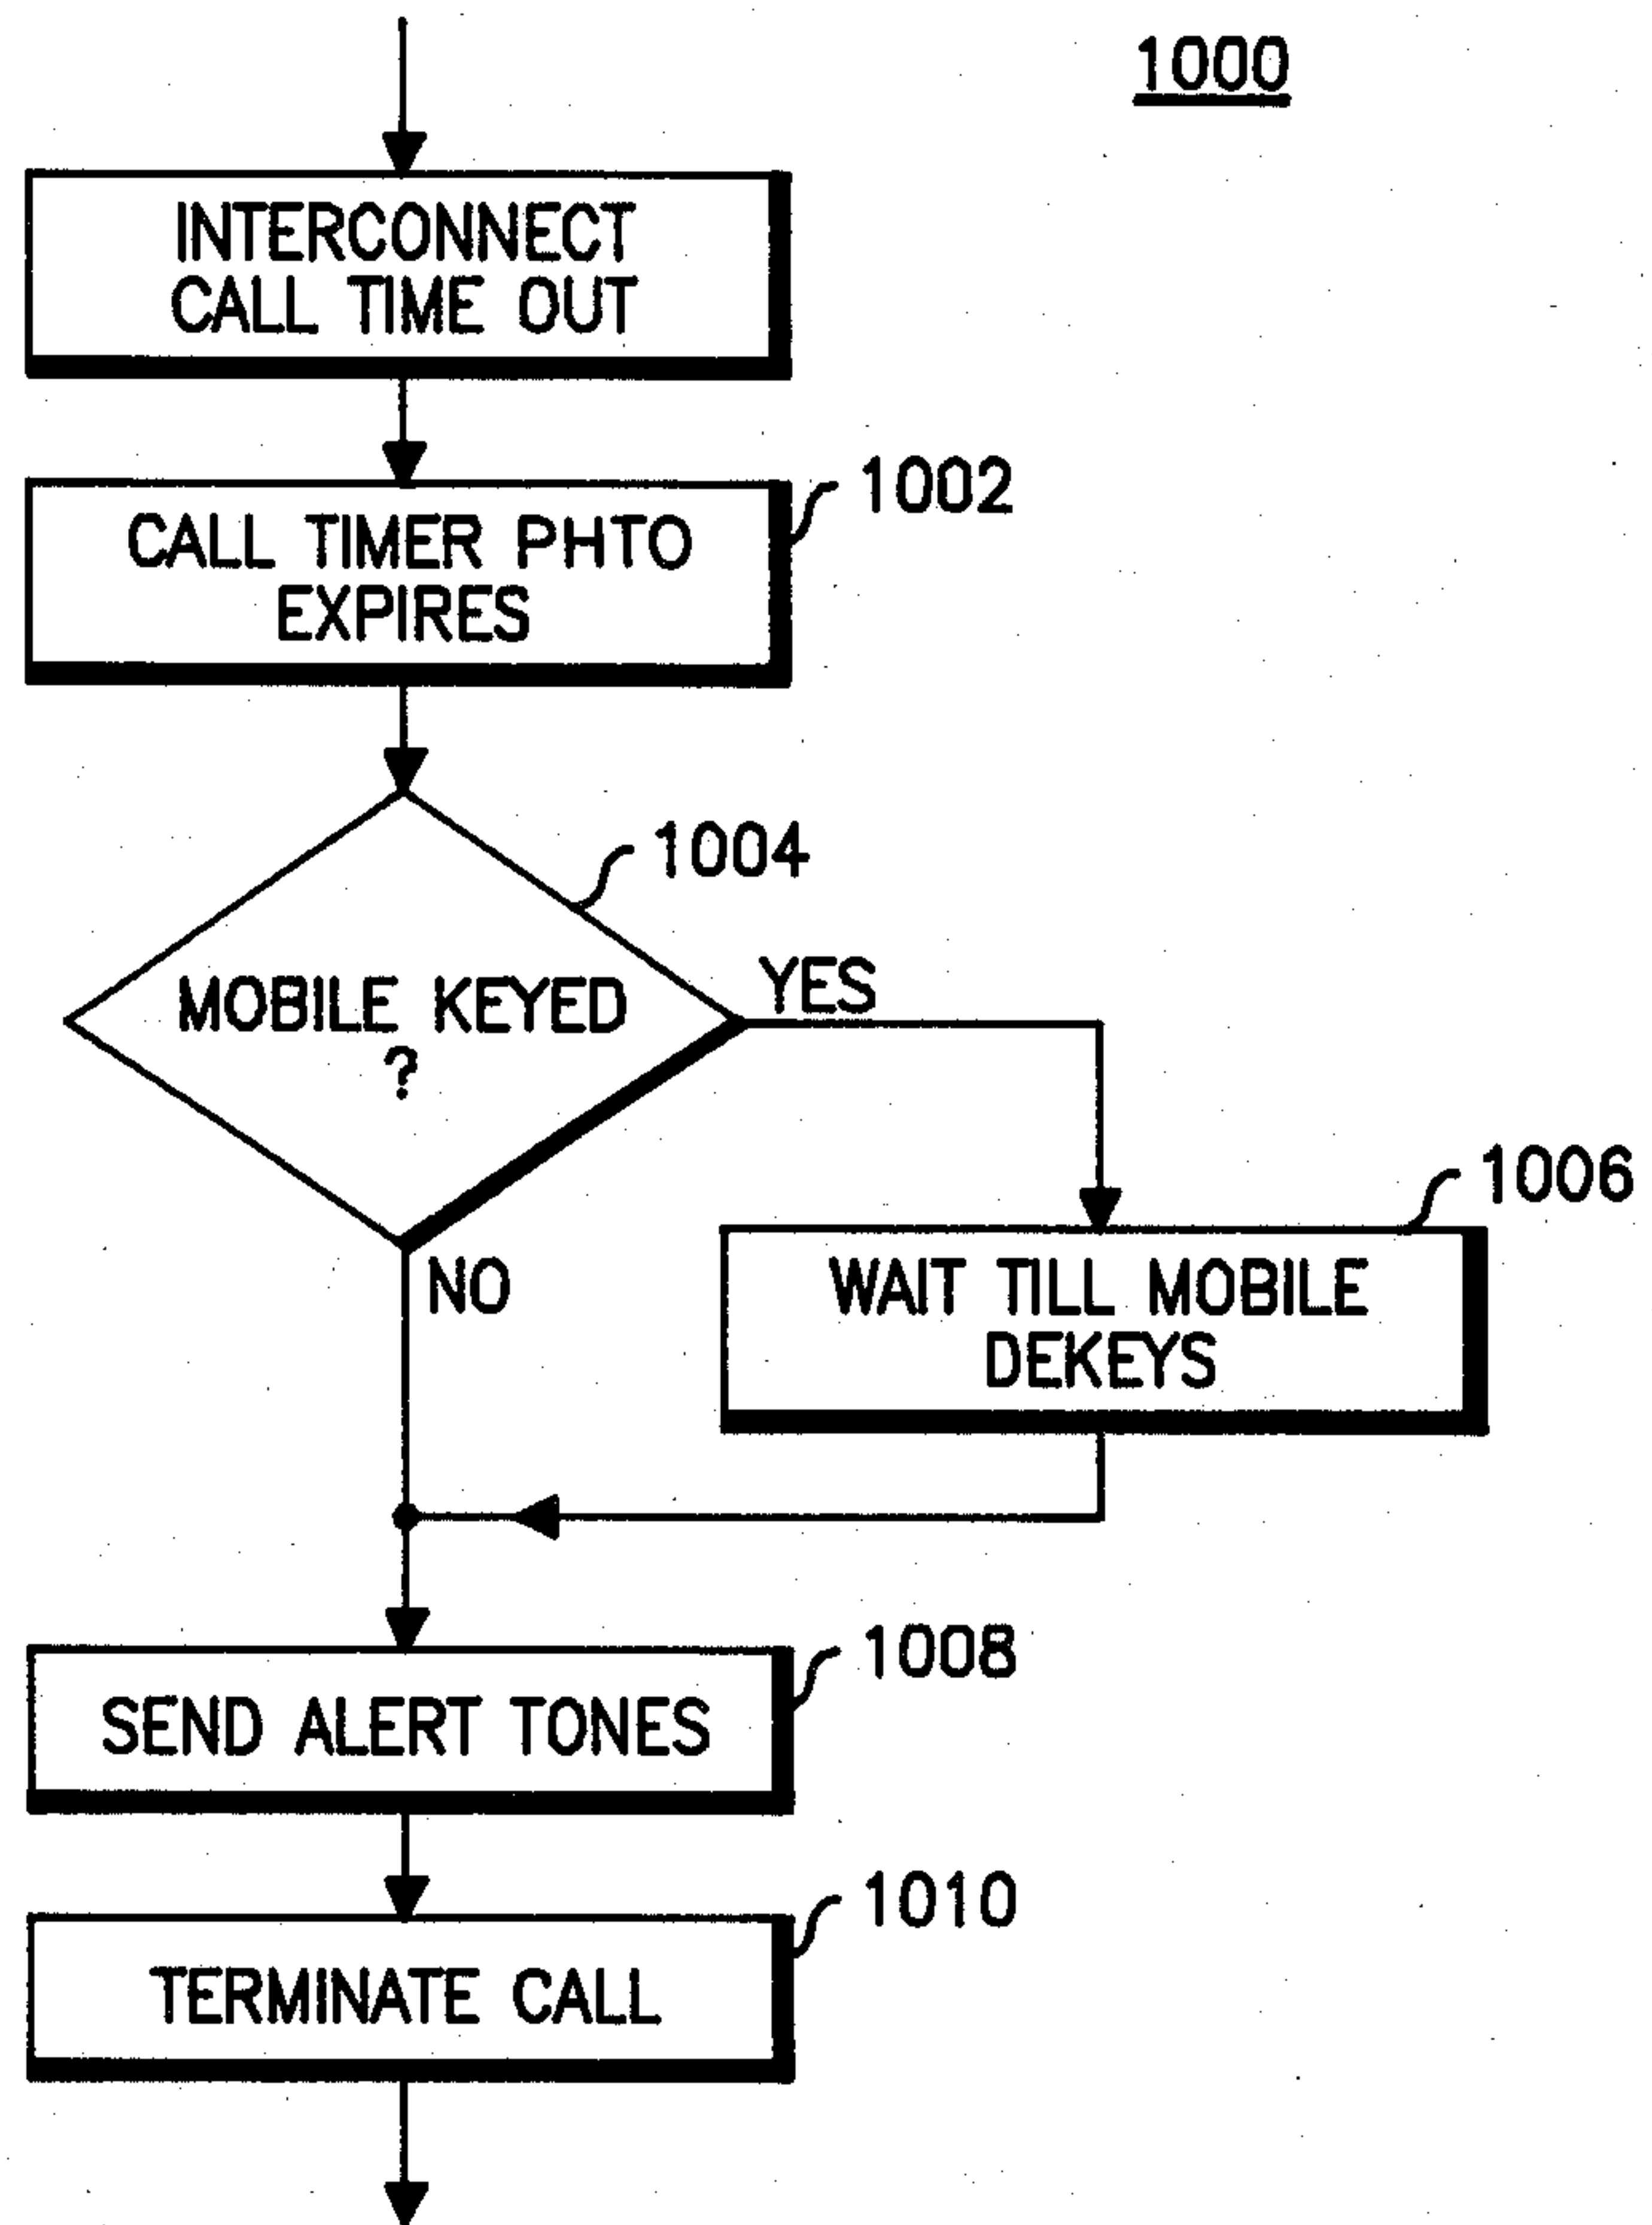 1000
INTERCONNECT
CALL TIME OUT
1002
CALL TIMER PHTO
EXPIRES
1004
MOBILE KEYED
?
YES
NO
1006
WAIT TILL MOBILE
DEKEYS
1008
SEND ALERT TONES
1010
TERMINATE CALL